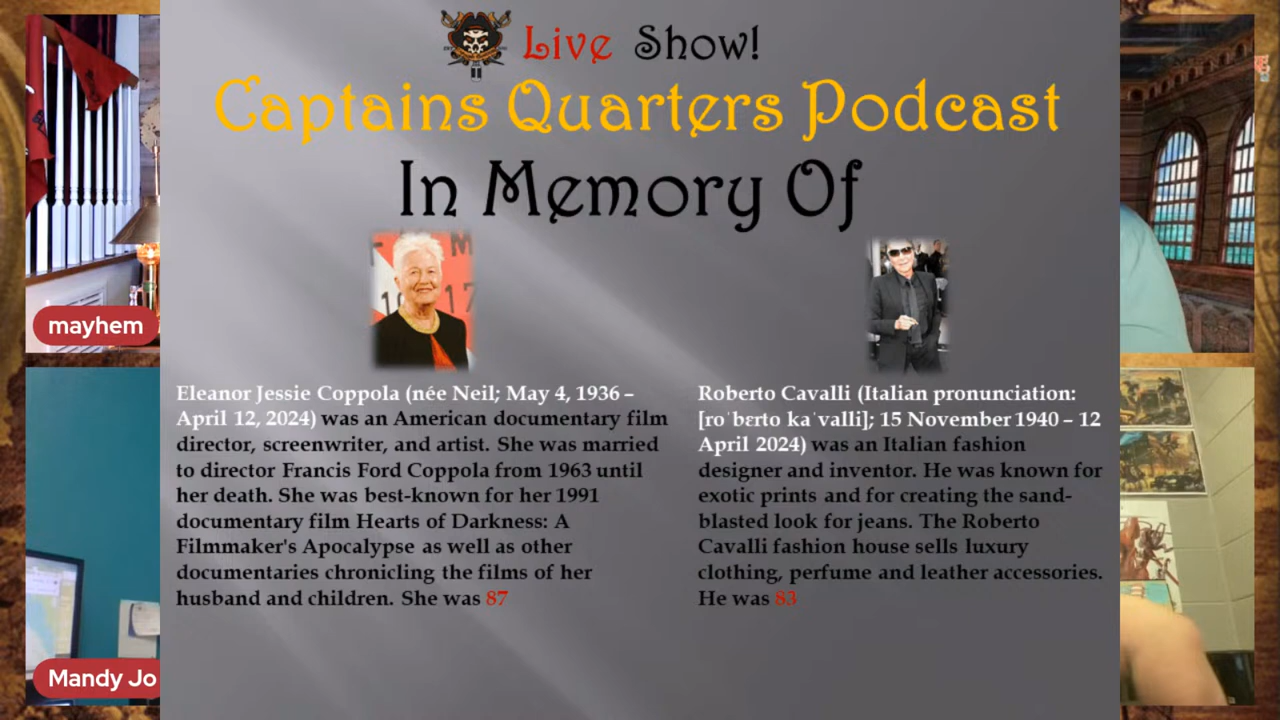 Live Show!
Captains Quarters Podcast
In Memory Of
Eleanor Jessie Coppola (née Neil; May 4, 1936 –
April 12, 2024) was an American documentary film
director, screenwriter, and artist. She was married
to director Francis Ford Coppola from 1963 until
her death. She was best-known for her 1991
documentary film Hearts of Darkness: A
Filmmaker's Apocalypse as well as other
documentaries chronicling the films of her
husband and children. She was 87
Roberto Cavalli (Italian pronunciation:
[roˈbɛrto kaˈvalli]; 15 November 1940 – 12
April 2024) was an Italian fashion
designer and inventor. He was known for
exotic prints and for creating the sand-
blasted look for jeans. The Roberto
Cavalli fashion house sells luxury
clothing, perfume and leather accessories.
He was 83
mayhem
Mandy Jo